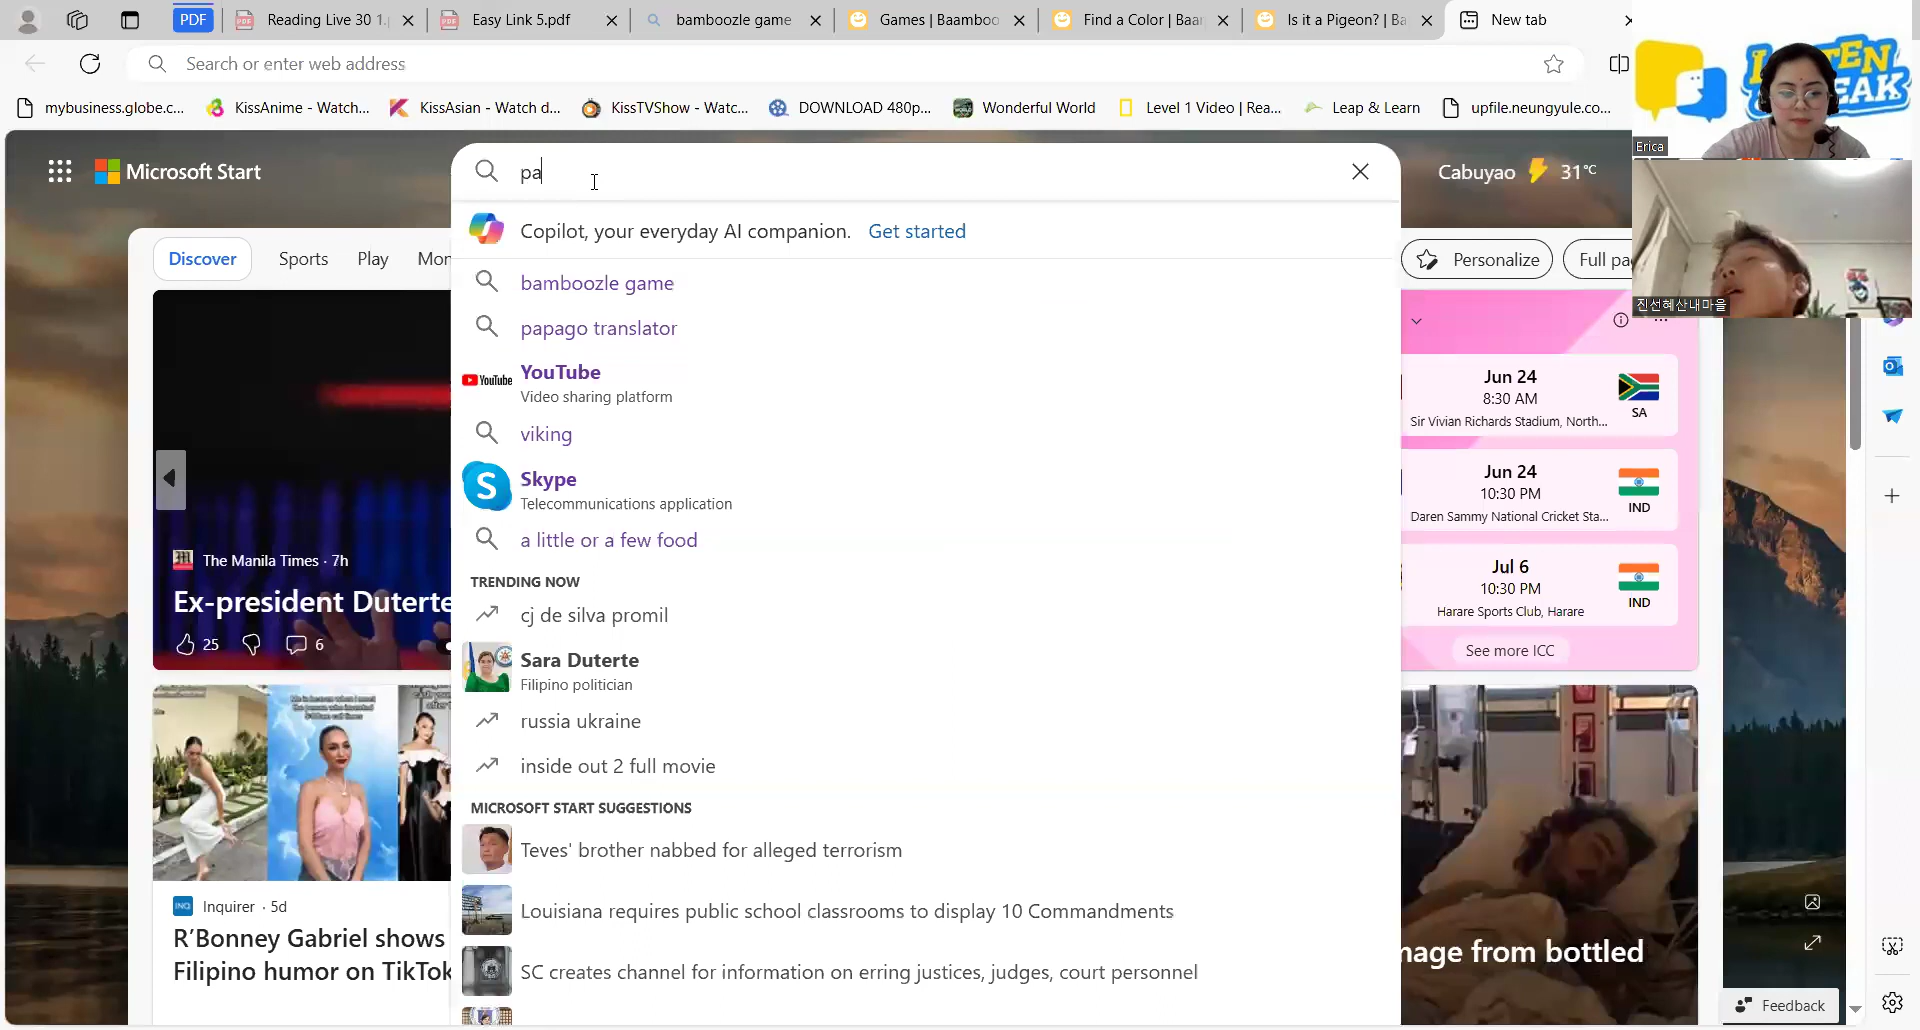 PDF
Reading Live 30 1.
Easy Link 5.pdf
bamboozle game
Games | Baamboo
Find a Color | Baa
Is it a Pigeon? | Ba
New tab
Search or enter web address
mybusiness.globe.c...
KissAnime - Watch...
KissAsian - Watch d...
KissTVShow - Watc...
DOWNLOAD 480p...
Wonderful World
Level 1 Video | Rea...
Leap & Learn
upfile.neungyule.co...
Erica
진선혜산내마을
Microsoft Start
pa
Cabuyao
31°C
Copilot, your everyday AI companion. Get started
Discover
Sports
Play
Mor
Personalize
Full pa
bamboozle game
papago translator
YouTube
YouTube
Video sharing platform
viking
S
Skype
Telecommunications application
a little or a few food
TRENDING NOW
cj de silva promil
Sara Duterte
Filipino politician
russia ukraine
inside out 2 full movie
MICROSOFT START SUGGESTIONS
Teves' brother nabbed for alleged terrorism
Louisiana requires public school classrooms to display 10 Commandments
SC creates channel for information on erring justices, judges, court personnel
The Manila Times · 7h
Ex-president Duterte
25
6
INQ
Inquirer · 5d
R'Bonney Gabriel shows
Filipino humor on TikTok
Jun 24
8:30 AM
SA
Sir Vivian Richards Stadium, North...
Jun 24
10:30 PM
IND
Daren Sammy National Cricket Sta...
Jul 6
10:30 PM
IND
Harare Sports Club, Harare
See more ICC
mage from bottled
Feedback